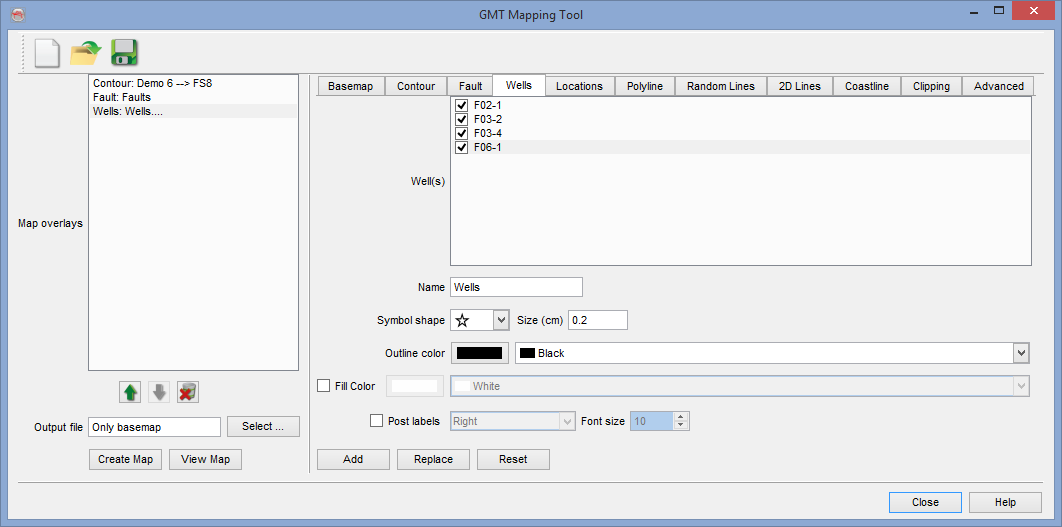 GMT Mapping Tool
Contour: Demo 6 --> FS8
Fault: Faults
Wells: Wells....
Map overlays
Output file
Only basemap
Select ...
Create Map
View Map
Basemap
Contour
Fault
Wells
Locations
Polyline
Random Lines
2D Lines
Coastline
Clipping
Advanced
Well(s)
F02-1
F03-2
F03-4
F06-1
Name
Wells
Symbol shape
Size (cm)
0.2
Outline color
Black
Fill Color
White
Post labels
Right
Font size
10
Add
Replace
Reset
Close
Help